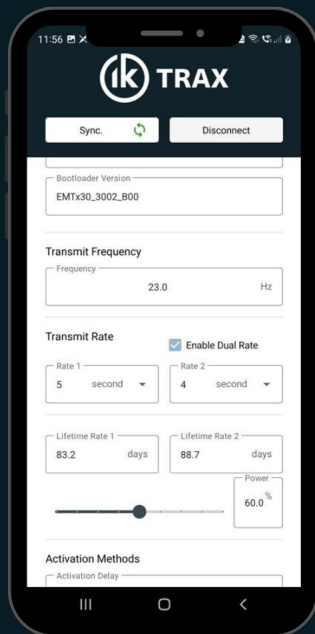 11:56
ik TRAX
Sync. Disconnect
Bootloader Version
EMTx30_3002_B00
Transmit Frequency
Frequency
23.0 Hz
Transmit Rate
Enable Dual Rate
Rate 1 Rate 2
5 second 4 second
Lifetime Rate 1 Lifetime Rate 2
83.2 days 88.7 days
Power
60.0 %
Activation Methods
Activation Delay